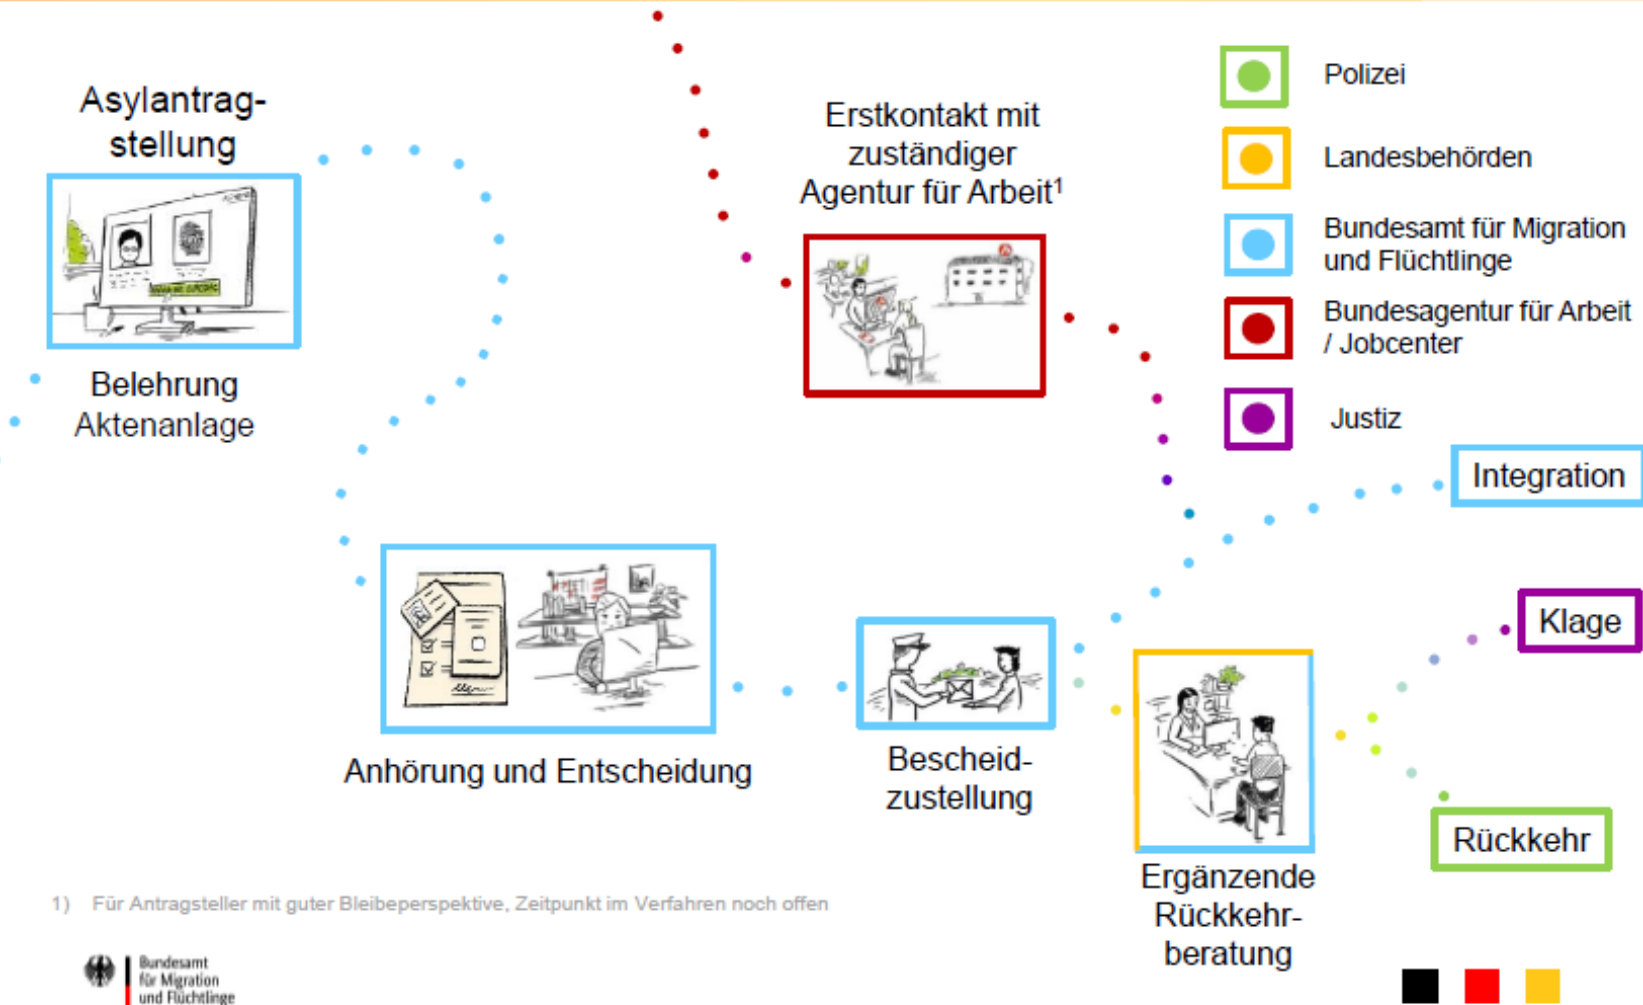 Asylantrag-
stellung
Belehrung
Aktenanlage
Erstkontakt mit
zuständiger
Agentur für Arbeit¹
Polizei
Landesbehörden
Bundesamt für Migration
und Flüchtlinge
Bundesagentur für Arbeit
/ Jobcenter
Justiz
Integration
Klage
Rückkehr
Anhörung und Entscheidung
Bescheid-
zustellung
Ergänzende
Rückkehr-
beratung
1) Für Antragsteller mit guter Bleibeperspektive, Zeitpunkt im Verfahren noch offen
Bundesamt
für Migration
und Flüchtlinge